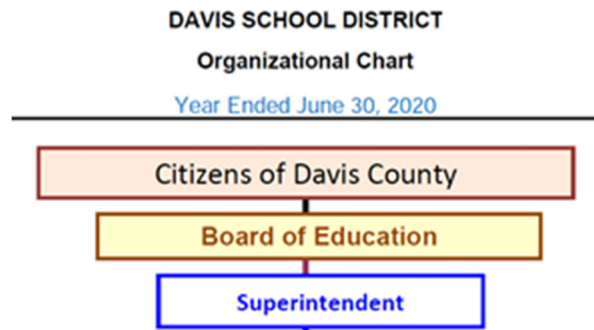 DAVIS SCHOOL DISTRICT
Organizational Chart
Year Ended June 30, 2020
Citizens of Davis County
Board of Education
Superintendent